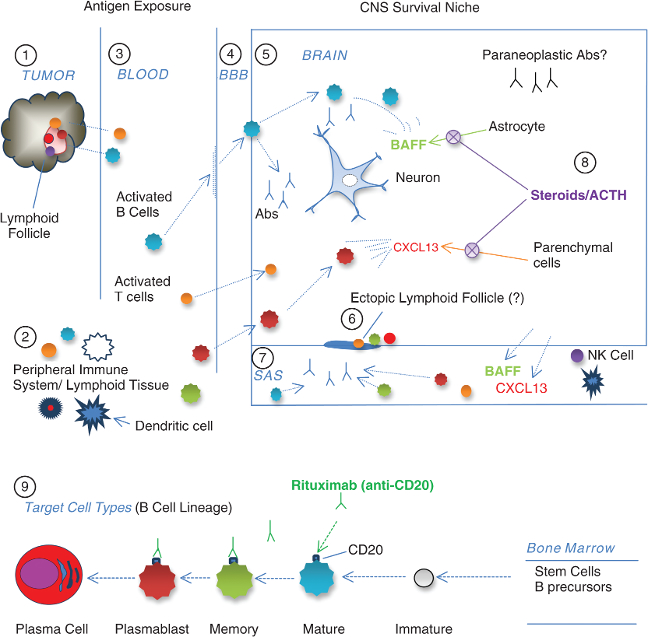 Antigen Exposure
CNS Survival Niche
1
TUMOR
3
BLOOD
4
BBB
5
BRAIN
Paraneoplastic Abs?
BAFF
Astrocyte
8
Lymphoid
Follicle
Activated
B Cells
Abs
Neuron
Steroids/ACTH
CXCL13
Parenchymal
cells
Activated
T cells
Ectopic Lymphoid Follicle (?)
6
2
Peripheral Immune
System/ Lymphoid Tissue
Dendritic cell
7
SAS
BAFF
CXCL13
NK Cell
9
Target Cell Types (B Cell Lineage)
Rituximab (anti-CD20)
CD20
Bone Marrow
Stem Cells
B precursors
Plasma Cell
Plasmablast
Memory
Mature
Immature